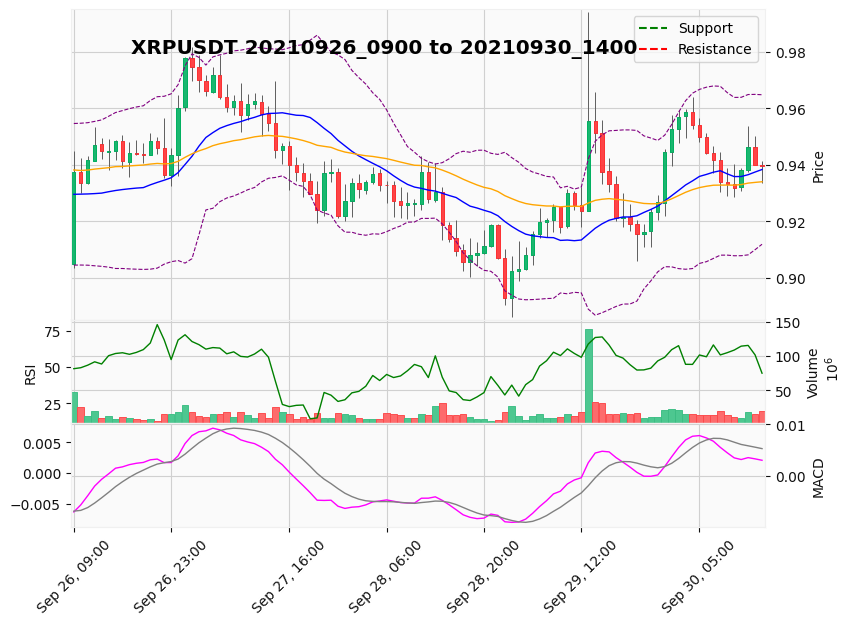 XRPUSDT 20210926_0900 to 20210930_1400
Support
Resistance
0.98
0.96
0.94
0.92
0.90
Price
75
50
25
RSI
150
100
50
Volume
10^6
0.005
0.000
−0.005
0.01
0.00
MACD
Sep 26, 09:00
Sep 26, 23:00
Sep 27, 16:00
Sep 28, 06:00
Sep 28, 20:00
Sep 29, 12:00
Sep 30, 05:00